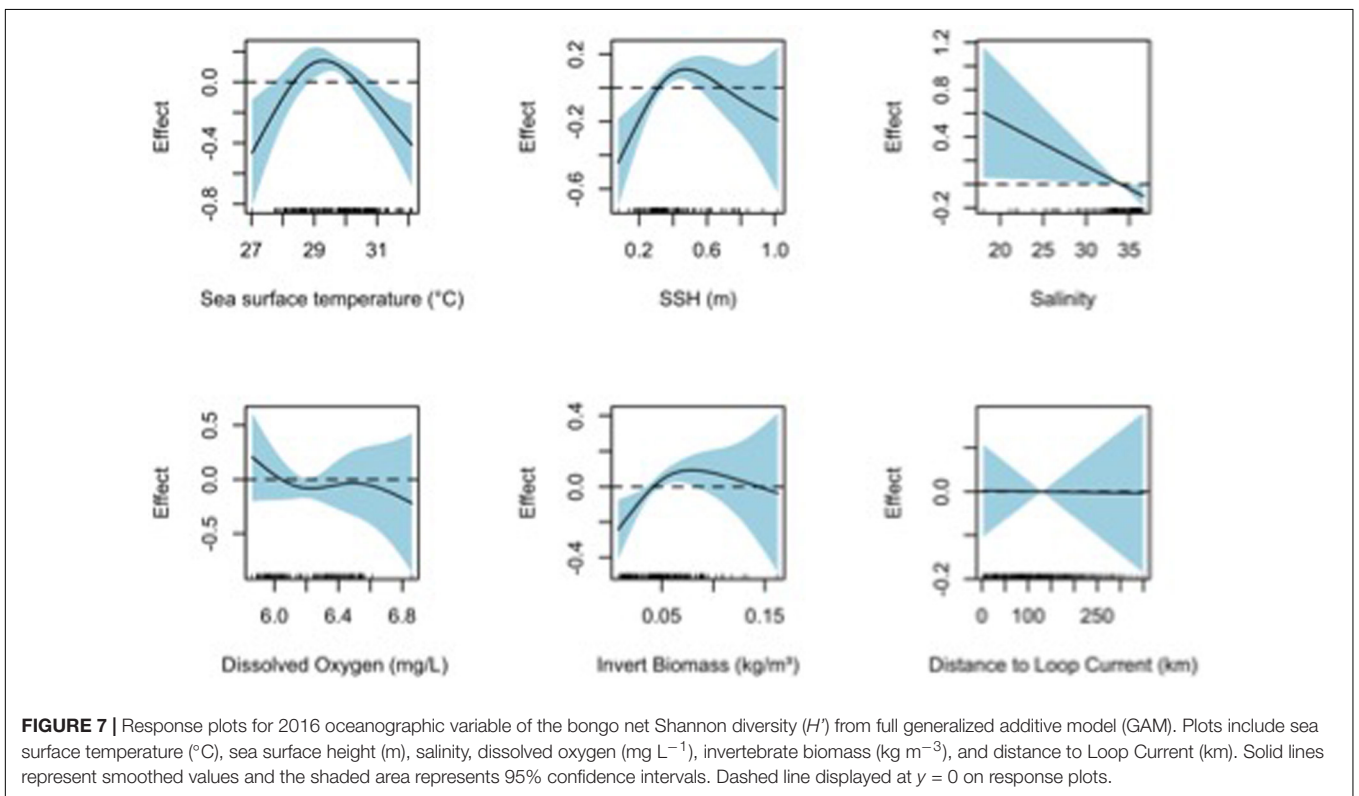 0.0
-0.4
-0.8
Effect
27 29 31
Sea surface temperature (°C)
0.2
-0.2
-0.6
Effect
0.2 0.6 1.0
SSH (m)
1.2
0.8
0.4
-0.2
Effect
20 25 30 35
Salinity
0.5
0.0
-0.5
Effect
6.0 6.4 6.8
Dissolved Oxygen (mg/L)
0.4
0.0
-0.4
Effect
0.05 0.15
Invert Biomass (kg/m³)
0.0
-0.2
Effect
0 100 250
Distance to Loop Current (km)
FIGURE 7 | Response plots for 2016 oceanographic variable of the bongo net Shannon diversity (H’) from full generalized additive model (GAM). Plots include sea
surface temperature (°C), sea surface height (m), salinity, dissolved oxygen (mg L⁻¹), invertebrate biomass (kg m⁻³), and distance to Loop Current (km). Solid lines
represent smoothed values and the shaded area represents 95% confidence intervals. Dashed line displayed at y = 0 on response plots.